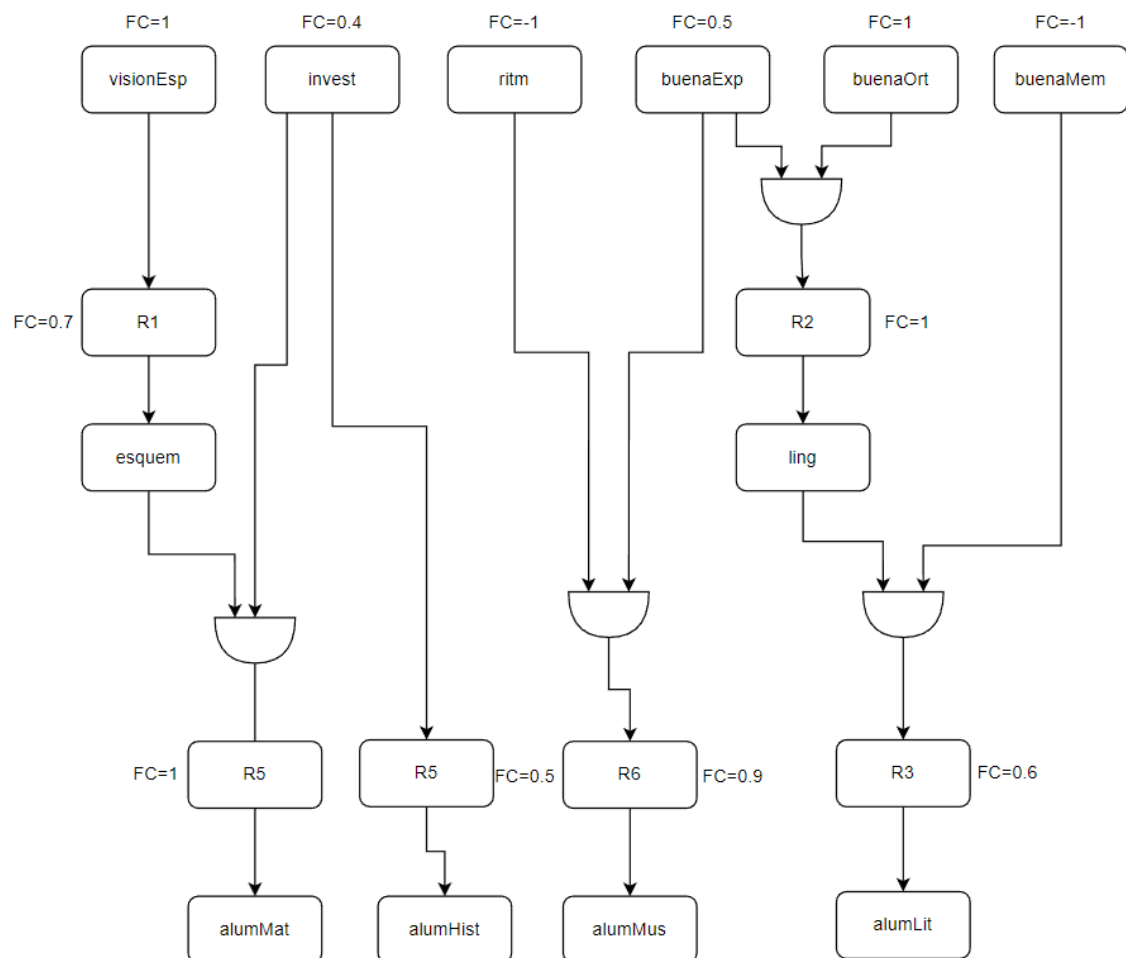 FC=1
FC=0.4
FC=-1
FC=0.5
FC=1
FC=-1
visionEsp
invest
ritm
buenaExp
buenaOrt
buenaMem
FC=0.7
R1
R2
FC=1
esquem
ling
FC=1
R5
R5
FC=0.5
R6
FC=0.9
R3
FC=0.6
alumMat
alumHist
alumMus
alumLit